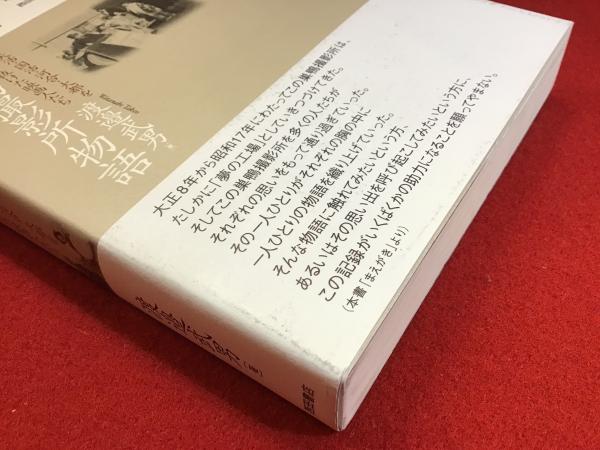 大正8年から昭和17年にわたってこの巣鴨撮影所は、
たしかに「夢の工場」としていきつづけてきた。
そしてこの巣鴨撮影所を多くの人たちが
それぞれの思いをもって通り過ぎていった。
その一人ひとりがそれぞれの胸の中に
一人ひとりの物語を織り上げていった。
そんな物語に触れてみたいという方、
あるいはその思い出を呼び起こしてみたいという方に、
この記録がいくばくかの助力になることを願ってやまない。
（本書「まえがき」より）
撮影所物語
渡邉武男
渡邉武男［著］